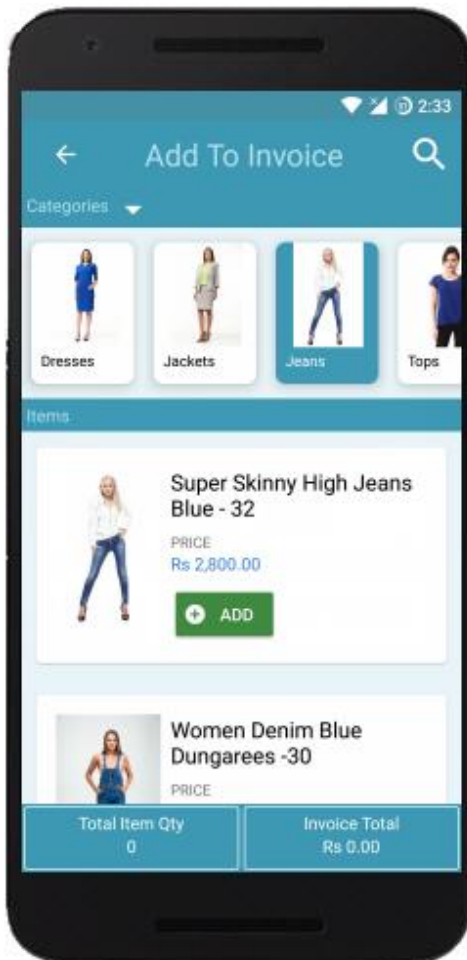 2:33
Add To Invoice
Categories
Dresses
Jackets
Jeans
Tops
Items
Super Skinny High Jeans
Blue - 32
PRICE
Rs 2,800.00
ADD
Women Denim Blue
Dungarees -30
PRICE
Total Item Qty
0
Invoice Total
Rs 0.00